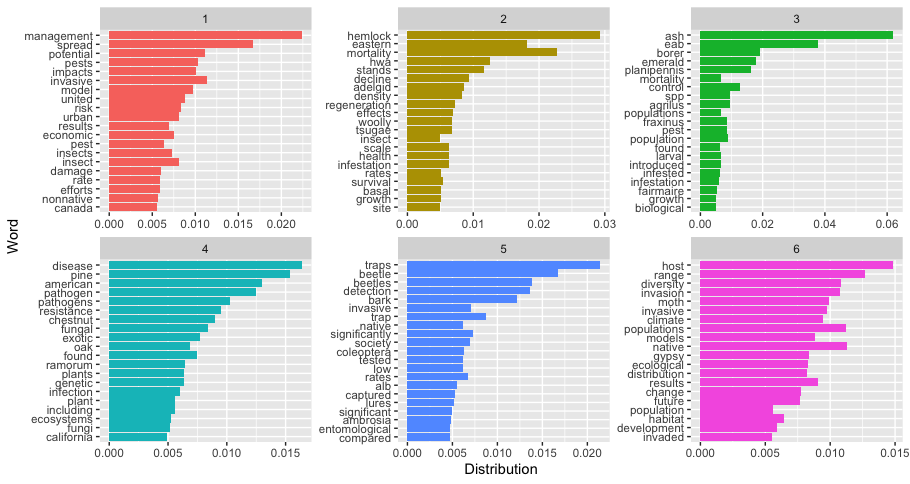 1
management
spread
potential
pests
impacts
invasive
model
united
risk
urban
results
economic
pest
insects
insect
damage
rate
efforts
nonnative
canada
0.000 0.005 0.010 0.015 0.020
2
hemlock
eastern
mortality
hwa
stands
decline
adelgid
density
regeneration
effects
woolly
tsugae
insect
scale
health
infestation
rates
survival
basal
growth
site
0.00 0.01 0.02 0.03
3
ash
eab
borer
emerald
planipennis
mortality
control
spp
agrilus
populations
fraxinus
pest
population
found
larval
introduced
infested
infestation
fairmaire
growth
biological
0.00 0.02 0.04 0.06
Word
4
disease
pine
american
pathogen
pathogens
resistance
chestnut
fungal
exotic
oak
found
ramorum
plants
genetic
infection
plant
including
ecosystems
fungi
california
0.000 0.005 0.010 0.015
5
traps
beetle
beetles
detection
bark
invasive
trap
native
significantly
society
coleoptera
tested
low
rates
alb
captured
lures
significant
ambrosia
entomological
compared
0.000 0.005 0.010 0.015 0.020
6
host
range
diversity
invasion
moth
invasive
climate
populations
models
native
gypsy
ecological
distribution
results
change
future
population
habitat
development
invaded
0.000 0.005 0.010 0.015
Distribution